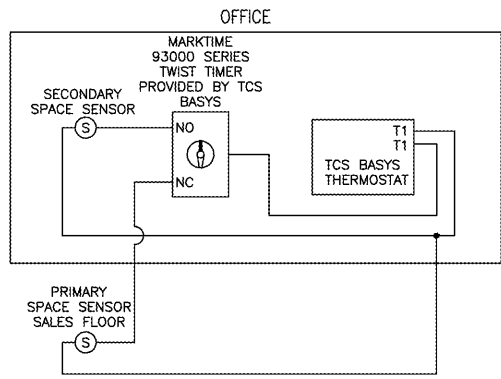 OFFICE
MARKTIME
93000 SERIES
TWIST TIMER
PROVIDED BY TCS
BASYS
SECONDARY
SPACE SENSOR
S
NO
NC
T1
T1
TCS BASYS
THERMOSTAT
PRIMARY
SPACE SENSOR
SALES FLOOR
S